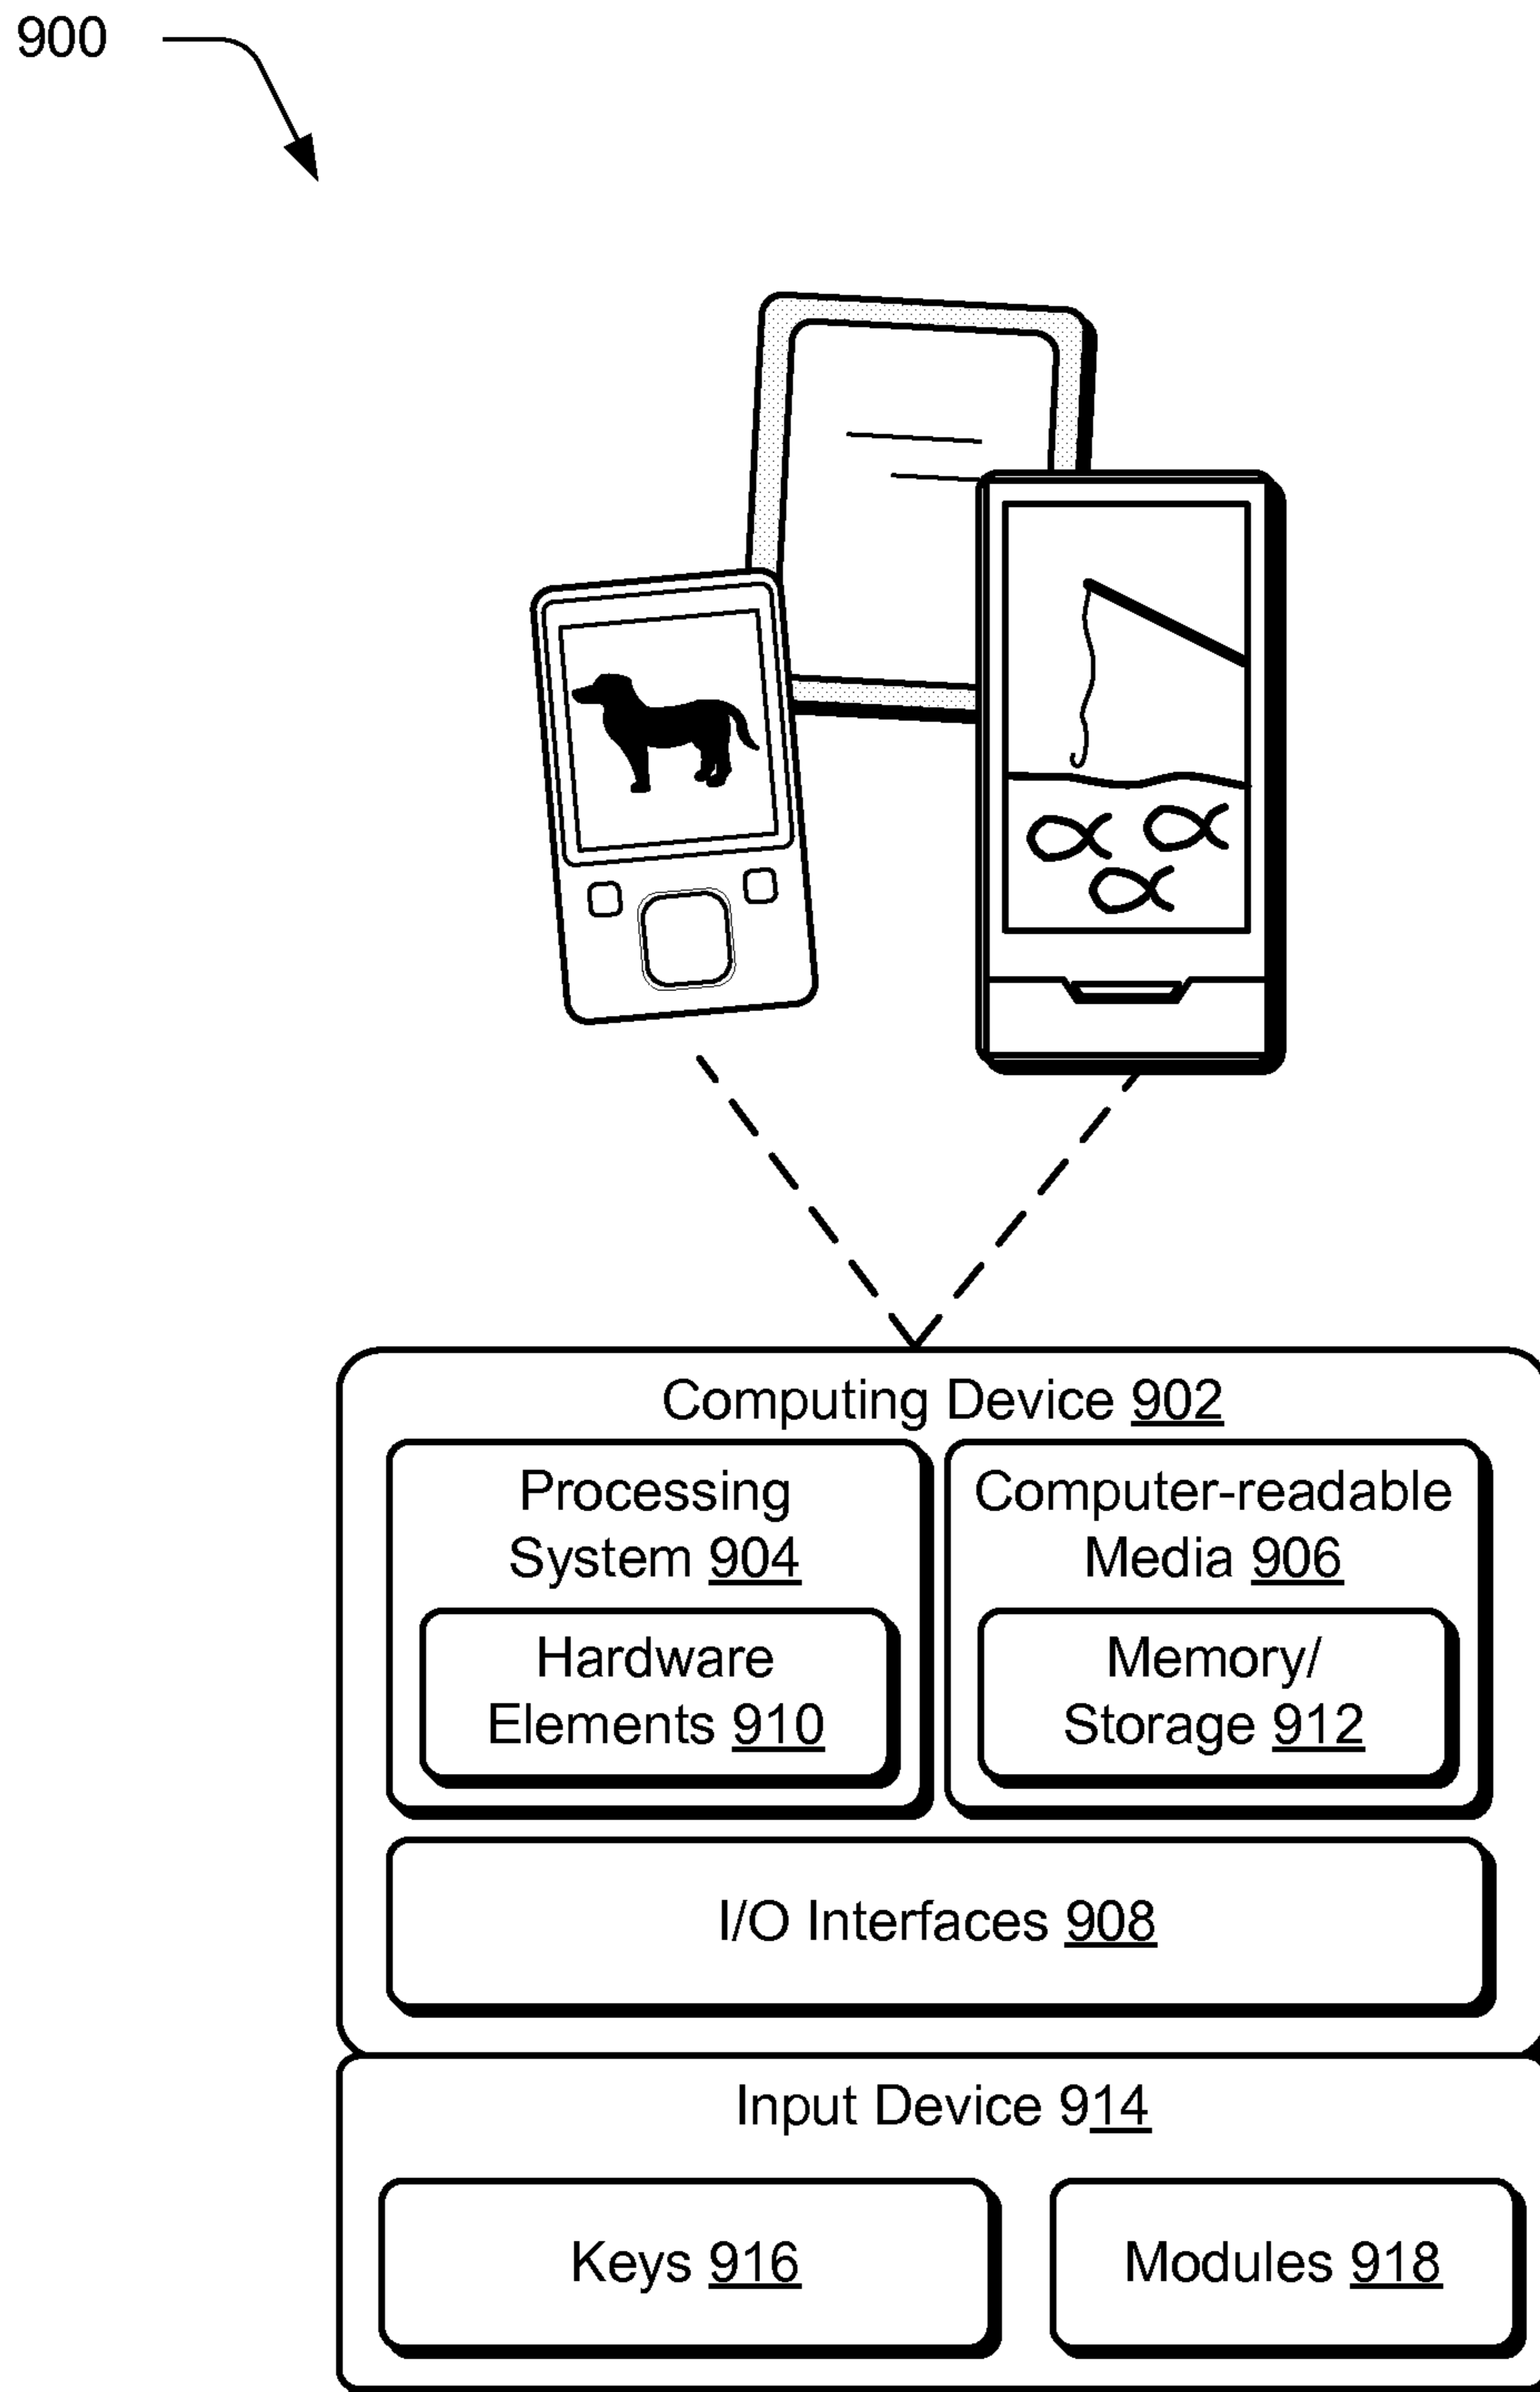 900
Computing Device 902
Processing
System 904
Computer-readable
Media 906
Hardware
Elements 910
Memory/
Storage 912
I/O Interfaces 908
Input Device 914
Keys 916
Modules 918